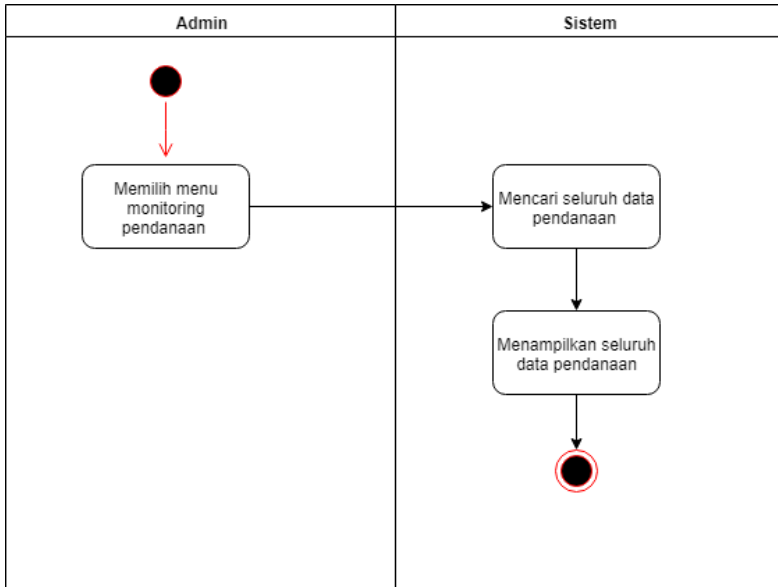 Admin
Sistem
Memilih menu
monitoring
pendanaan
Mencari seluruh data
pendanaan
Menampilkan seluruh
data pendanaan